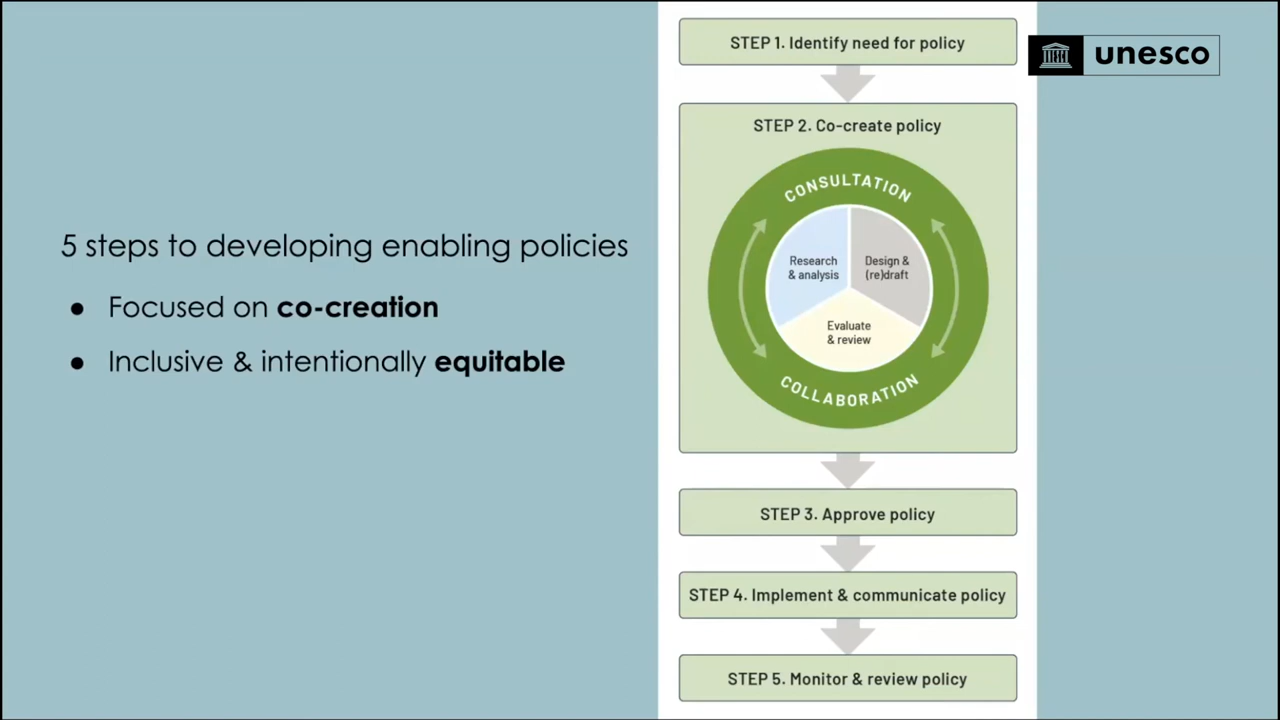 unesco
5 steps to developing enabling policies
● Focused on co-creation
● Inclusive & intentionally equitable
STEP 1. Identify need for policy
STEP 2. Co-create policy
CONSULTATION
Research
& analysis
Design &
(re)draft
Evaluate
& review
COLLABORATION
STEP 3. Approve policy
STEP 4. Implement & communicate policy
STEP 5. Monitor & review policy